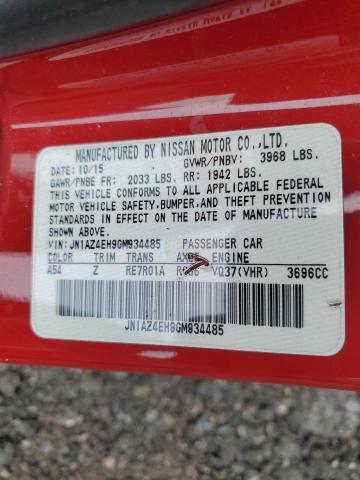 MANUFACTURED BY NISSAN MOTOR CO.,LTD.
DATE: 10/15 GVWR/PNBV: 3968 LBS.
GAWR/PNBE FR: 2033 LBS. RR: 1942 LBS.
THIS VEHICLE CONFORMS TO ALL APPLICABLE FEDERAL
MOTOR VEHICLE SAFETY,BUMPER,AND THEFT PREVENTION
STANDARDS IN EFFECT ON THE DATE OF MANUFACTURE
SHOWN ABOVE.
VIN: JN1AZ4EH9GM934485 PASSENGER CAR
COLOR TRIM TRANS AXLE ENGINE
A54 Z RE7R01A VQ37(VHR) 3696CC
JN1AZ4EH9GM934485